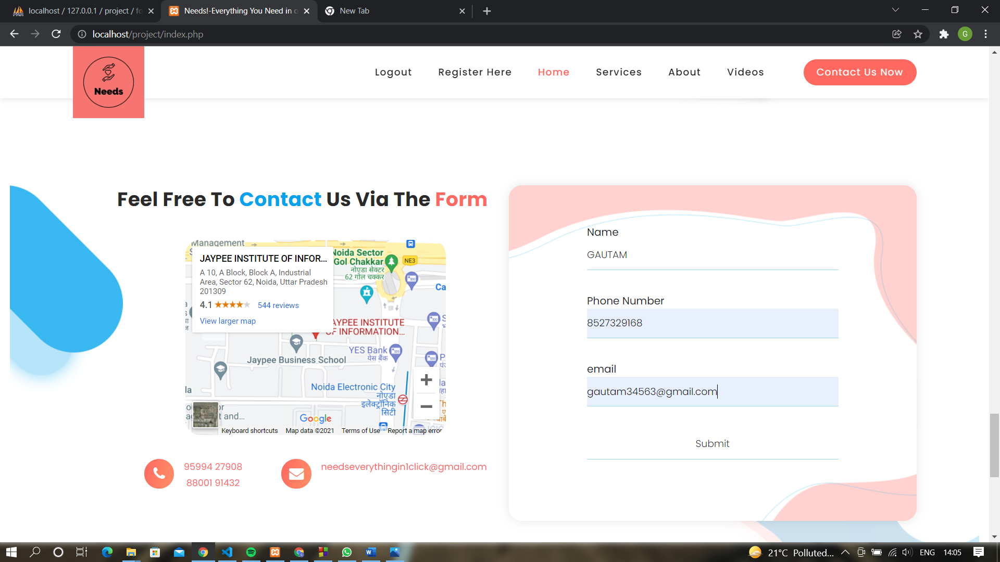 localhost / 127.0.0.1 / project / fo
Needs!-Everything You Need in o
New Tab
localhost/project/index.php
G
Needs
Logout
Register Here
Home
Services
About
Videos
Contact Us Now
Feel Free To Contact Us Via The Form
Management
JAYPEE INSTITUTE OF INFOR...
A 10, A Block, Block A, Industrial
Area, Sector 62, Noida, Uttar Pradesh
201309
4.1
544 reviews
View larger map
Noida Sector
Gol Chakkar
नोएडा सेक्टर
62 गोल चक्कर
NE3
Ca
JAYPEE INSTITUTE
OF INFORMATION...
YES Bank
येस बैंक
Jaypee Business School
Noida Electronic City
नोएडा
इलेक्ट्रॉनिक
सिटी
Google
Keyboard shortcuts
Map data ©2021
Terms of Use
Report a map error
95994 27908
88001 91432
needseverythingin1click@gmail.com
Name
GAUTAM
Phone Number
8527329168
email
gautam34563@gmail.com
Submit
21°C Polluted...
ENG
14:05